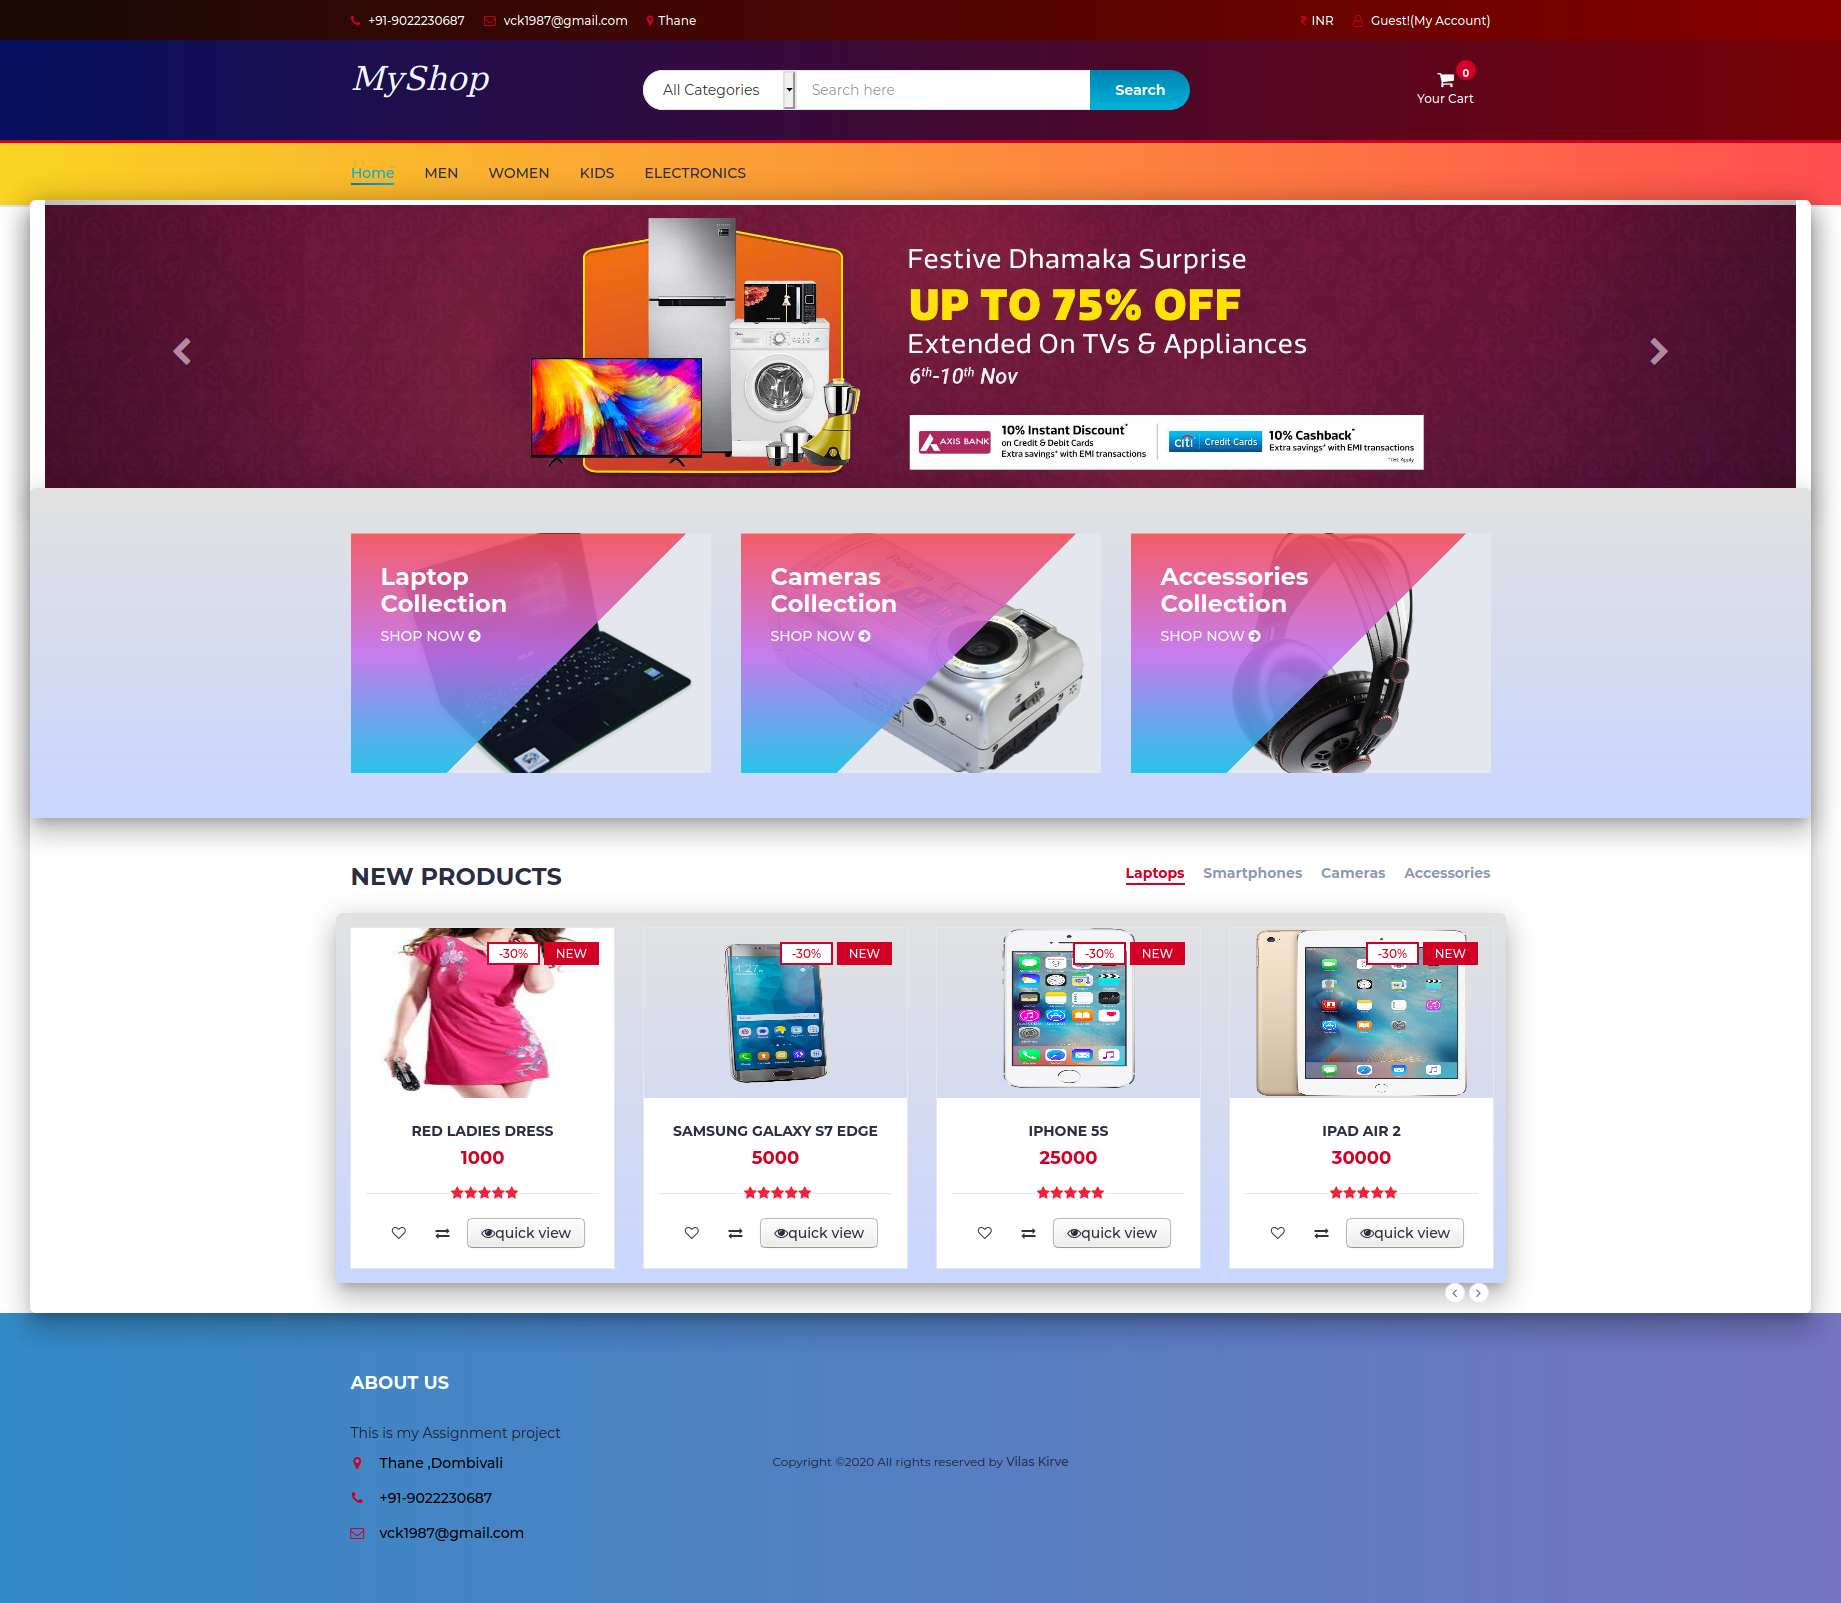 +91-9022230687 vck1987@gmail.com Thane
₹ INR Guest!(My Account)
MyShop
All Categories
Search here
Search
0
Your Cart
Home MEN WOMEN KIDS ELECTRONICS
Festive Dhamaka Surprise
UP TO 75% OFF
Extended On TVs & Appliances
6th-10th Nov
AXIS BANK
10% Instant Discount*
on Credit & Debit Cards
Extra savings* with EMI transactions
citi Credit Cards
10% Cashback*
Extra savings* with EMI transactions
*T&C Apply
Laptop
Collection
SHOP NOW
Cameras
Collection
SHOP NOW
Accessories
Collection
SHOP NOW
NEW PRODUCTS
Laptops Smartphones Cameras Accessories
-30% NEW
RED LADIES DRESS
1000
quick view
-30% NEW
SAMSUNG GALAXY S7 EDGE
5000
quick view
-30% NEW
IPHONE 5S
25000
quick view
-30% NEW
IPAD AIR 2
30000
quick view
ABOUT US
This is my Assignment project
Thane ,Dombivali
+91-9022230687
vck1987@gmail.com
Copyright ©2020 All rights reserved by Vilas Kirve